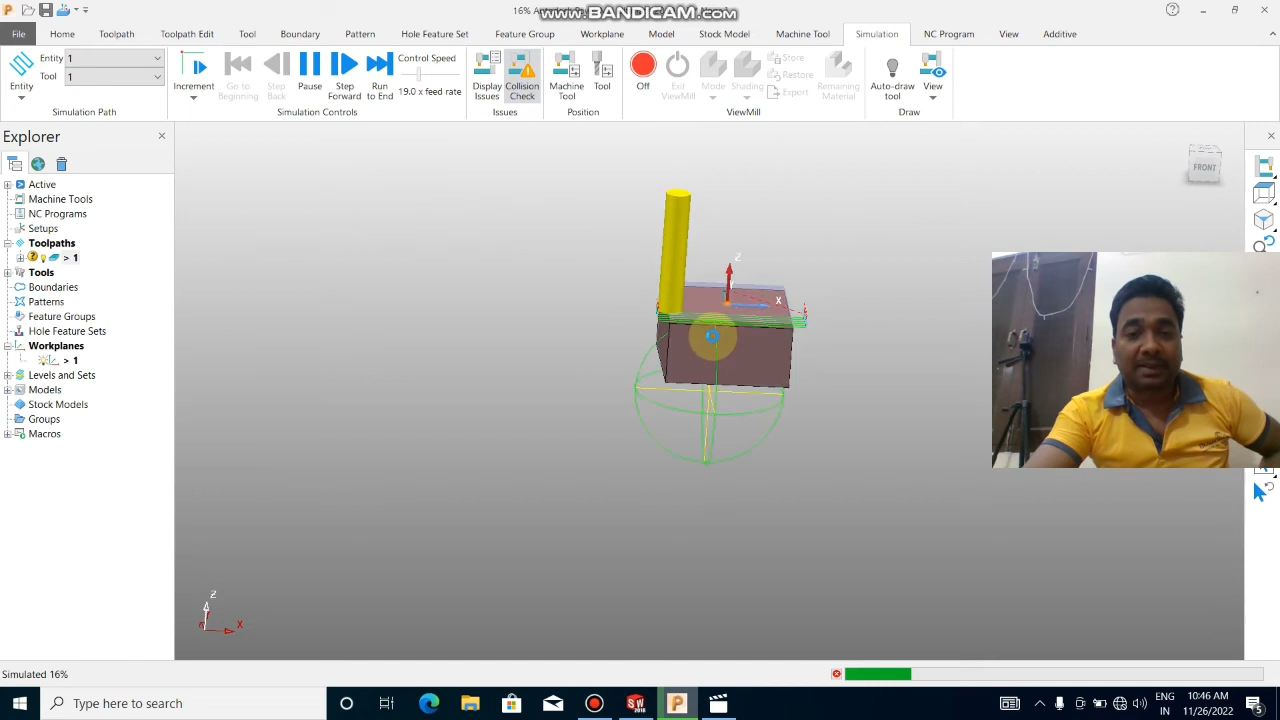 16% Autodesk
www.BANDICAM.com
File
Home
Toolpath
Toolpath Edit
Tool
Boundary
Pattern
Hole Feature Set
Feature Group
Workplane
Model
Stock Model
Machine Tool
Simulation
NC Program
View
Additive
Entity
Entity 1
Tool 1
Simulation Path
Increment
Go to Beginning
Step Back
Pause
Step Forward
Run to End
Control Speed
19.0 x feed rate
Simulation Controls
Display Issues
Collision Check
Issues
Machine Tool
Tool
Position
Off
Exit ViewMill
Mode
Shading
Store
Restore
Export
Remaining Material
ViewMill
Auto-draw tool
View
Draw
Explorer
Active
Machine Tools
NC Programs
Setups
Toolpaths
> 1
Tools
Boundaries
Patterns
Feature Groups
Hole Feature Sets
Workplanes
> 1
Levels and Sets
Models
Stock Models
Groups
Macros
FRONT
Z
X
Z
X
Simulated 16%
Type here to search
ENG
IN
10:46 AM
11/26/2022
5